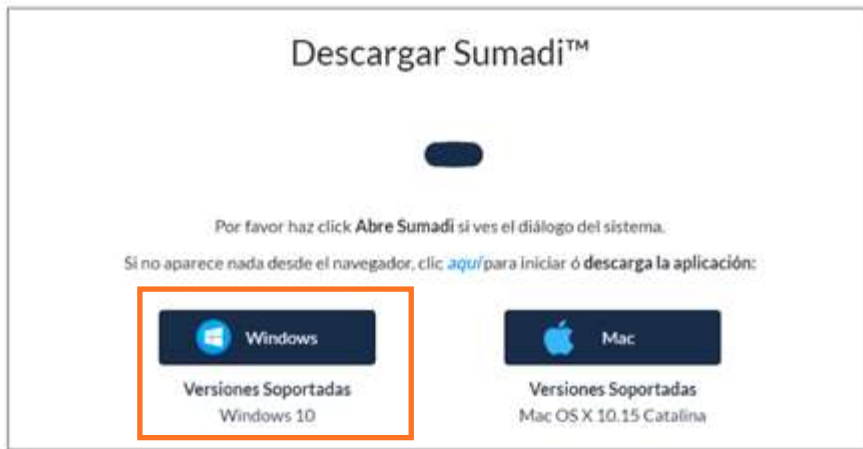 Descargar Sumadi™
Por favor haz click Abre Sumadi si ves el diálogo del sistema.
Si no aparece nada desde el navegador, clic aquí para iniciar ó descarga la aplicación:
Windows
Mac
Versiones Soportadas
Versiones Soportadas
Windows 10
Mac OS X 10.15 Catalina